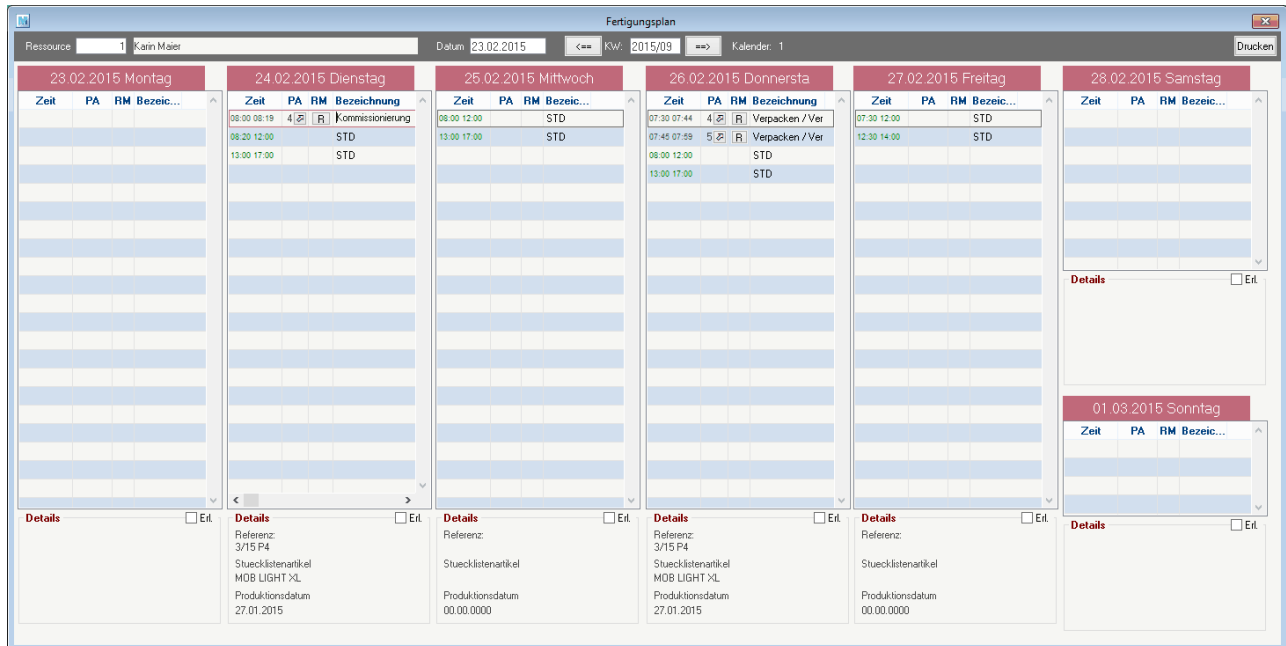 Fertigungsplan
Ressource 1 Karin Maier Datum 23.02.2015 <== KW: 2015/09 ==> Kalender: 1 Drucken
23.02.2015 Montag
Zeit PA RM Bezeic...
Details Erl.
24.02.2015 Dienstag
Zeit PA RM Bezeichnung
08:00 08:19 4 R Kommissionierung
08:20 12:00 STD
13:00 17:00 STD
Details Erl.
Referenz:
3/15 P4
Stuecklistenartikel
MOB LIGHT XL
Produktionsdatum
27.01.2015
25.02.2015 Mittwoch
Zeit PA RM Bezeic...
08:00 12:00 STD
13:00 17:00 STD
Details Erl.
Referenz:
Stuecklistenartikel
Produktionsdatum
00.00.0000
26.02.2015 Donnersta
Zeit PA RM Bezeichnung
07:30 07:44 4 R Verpacken / Ver
07:45 07:59 5 R Verpacken / Ver
08:00 12:00 STD
13:00 17:00 STD
Details Erl.
Referenz:
3/15 P4
Stuecklistenartikel
MOB LIGHT XL
Produktionsdatum
27.01.2015
27.02.2015 Freitag
Zeit PA RM Bezeic...
07:30 12:00 STD
12:30 14:00 STD
Details Erl.
Referenz:
Stuecklistenartikel
Produktionsdatum
00.00.0000
28.02.2015 Samstag
Zeit PA RM Bezeic...
Details Erl.
01.03.2015 Sonntag
Zeit PA RM Bezeic...
Details Erl.